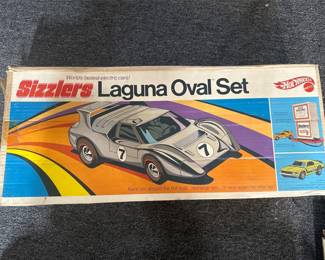 World's fastest electric cars!
Sizzlers Laguna Oval Set
Hot Wheels
7
7